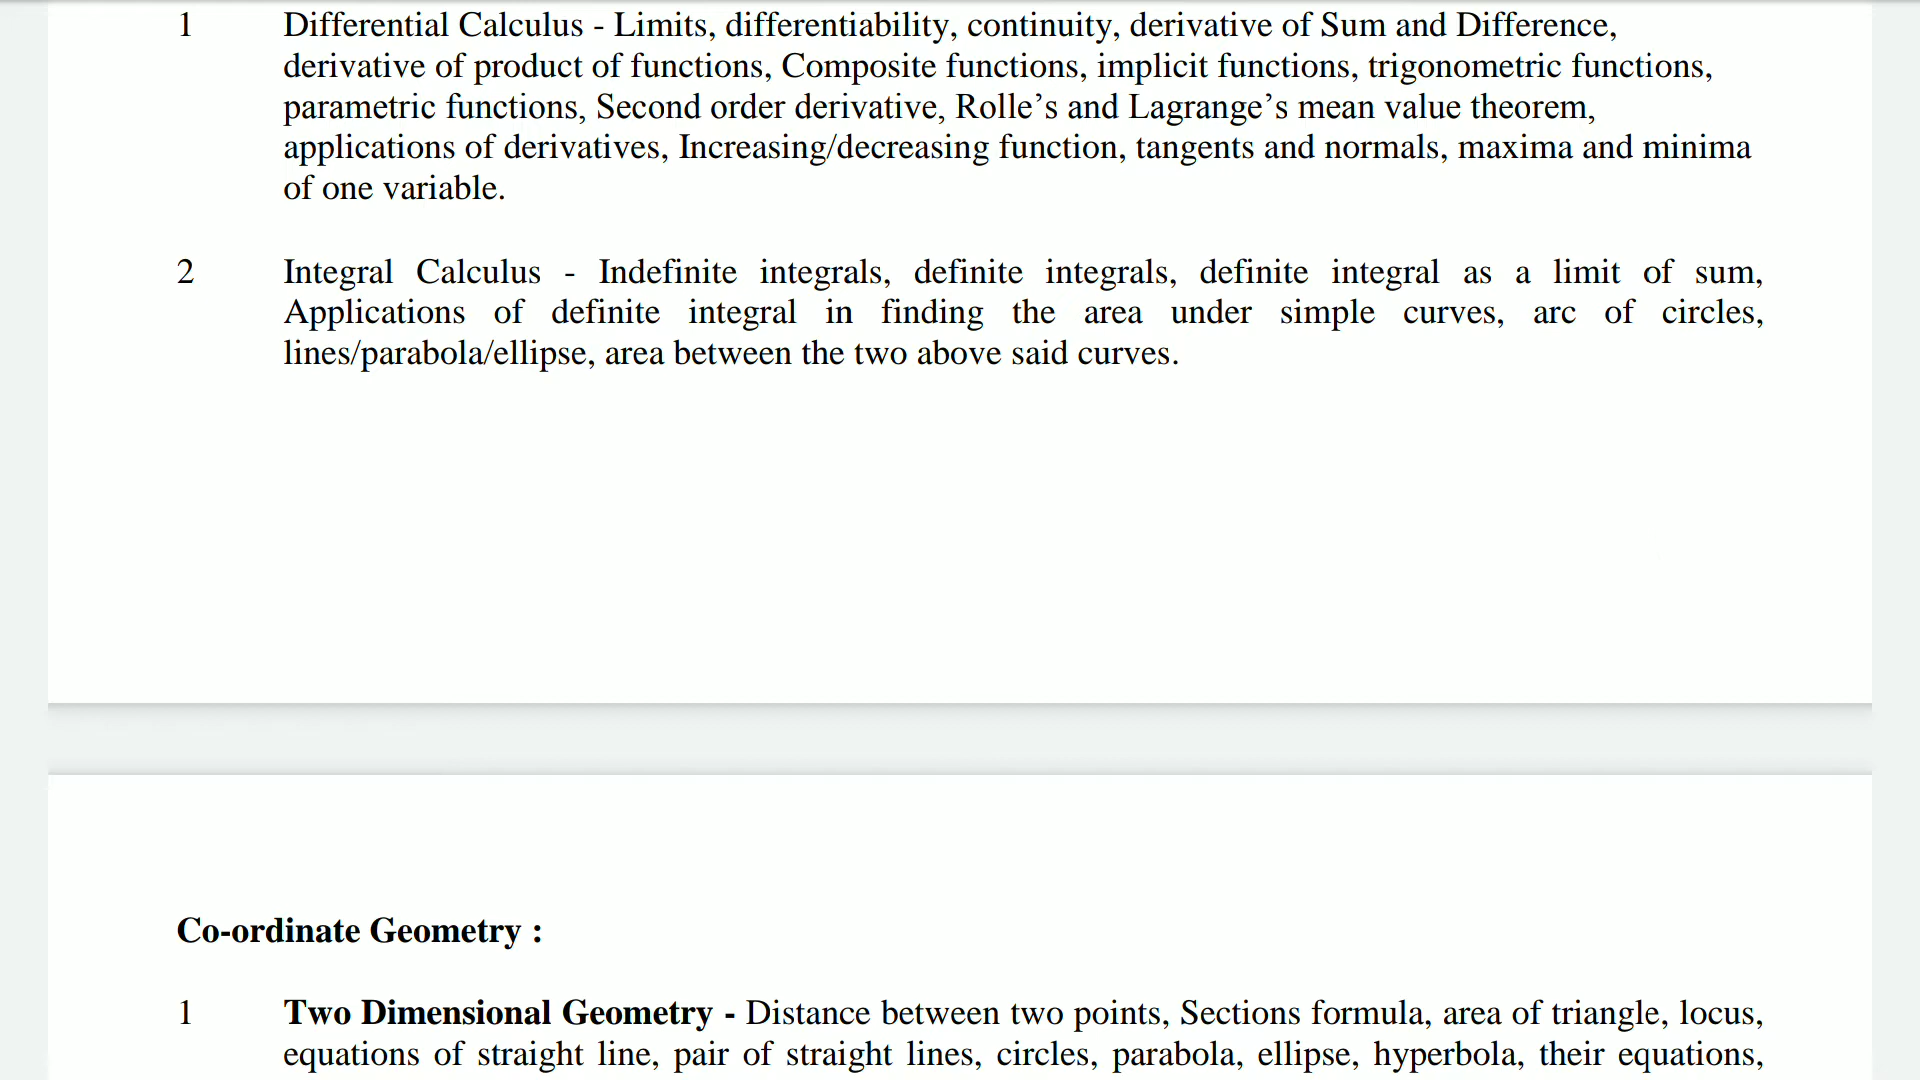 1 Differential Calculus - Limits, differentiability, continuity, derivative of Sum and Difference,
derivative of product of functions, Composite functions, implicit functions, trigonometric functions,
parametric functions, Second order derivative, Rolle’s and Lagrange’s mean value theorem,
applications of derivatives, Increasing/decreasing function, tangents and normals, maxima and minima
of one variable.
2 Integral Calculus - Indefinite integrals, definite integrals, definite integral as a limit of sum,
Applications of definite integral in finding the area under simple curves, arc of circles,
lines/parabola/ellipse, area between the two above said curves.
Co-ordinate Geometry :
1 Two Dimensional Geometry - Distance between two points, Sections formula, area of triangle, locus,
equations of straight line, pair of straight lines, circles, parabola, ellipse, hyperbola, their equations,